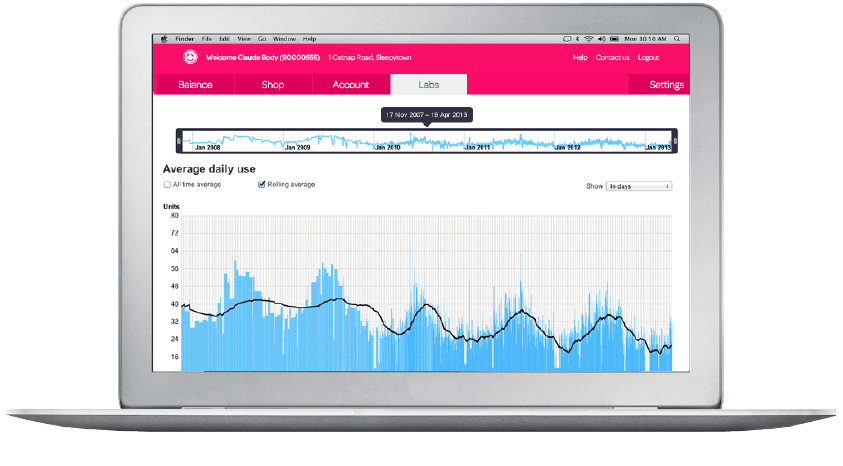 Finder File Edit View Go Window Help Mon 10:50 AM
Welcome Claude Body (90000555) 1 Catnap Road, Sleepytown Help Contact us Logout
Balance Shop Account Labs Settings
17 Nov 2007 – 19 Apr 2013
Jan 2008 Jan 2009 Jan 2010 Jan 2011 Jan 2012 Jan 2013
Average daily use
All time average Rolling average Show In days
Units
80
72
64
56
48
40
32
24
16